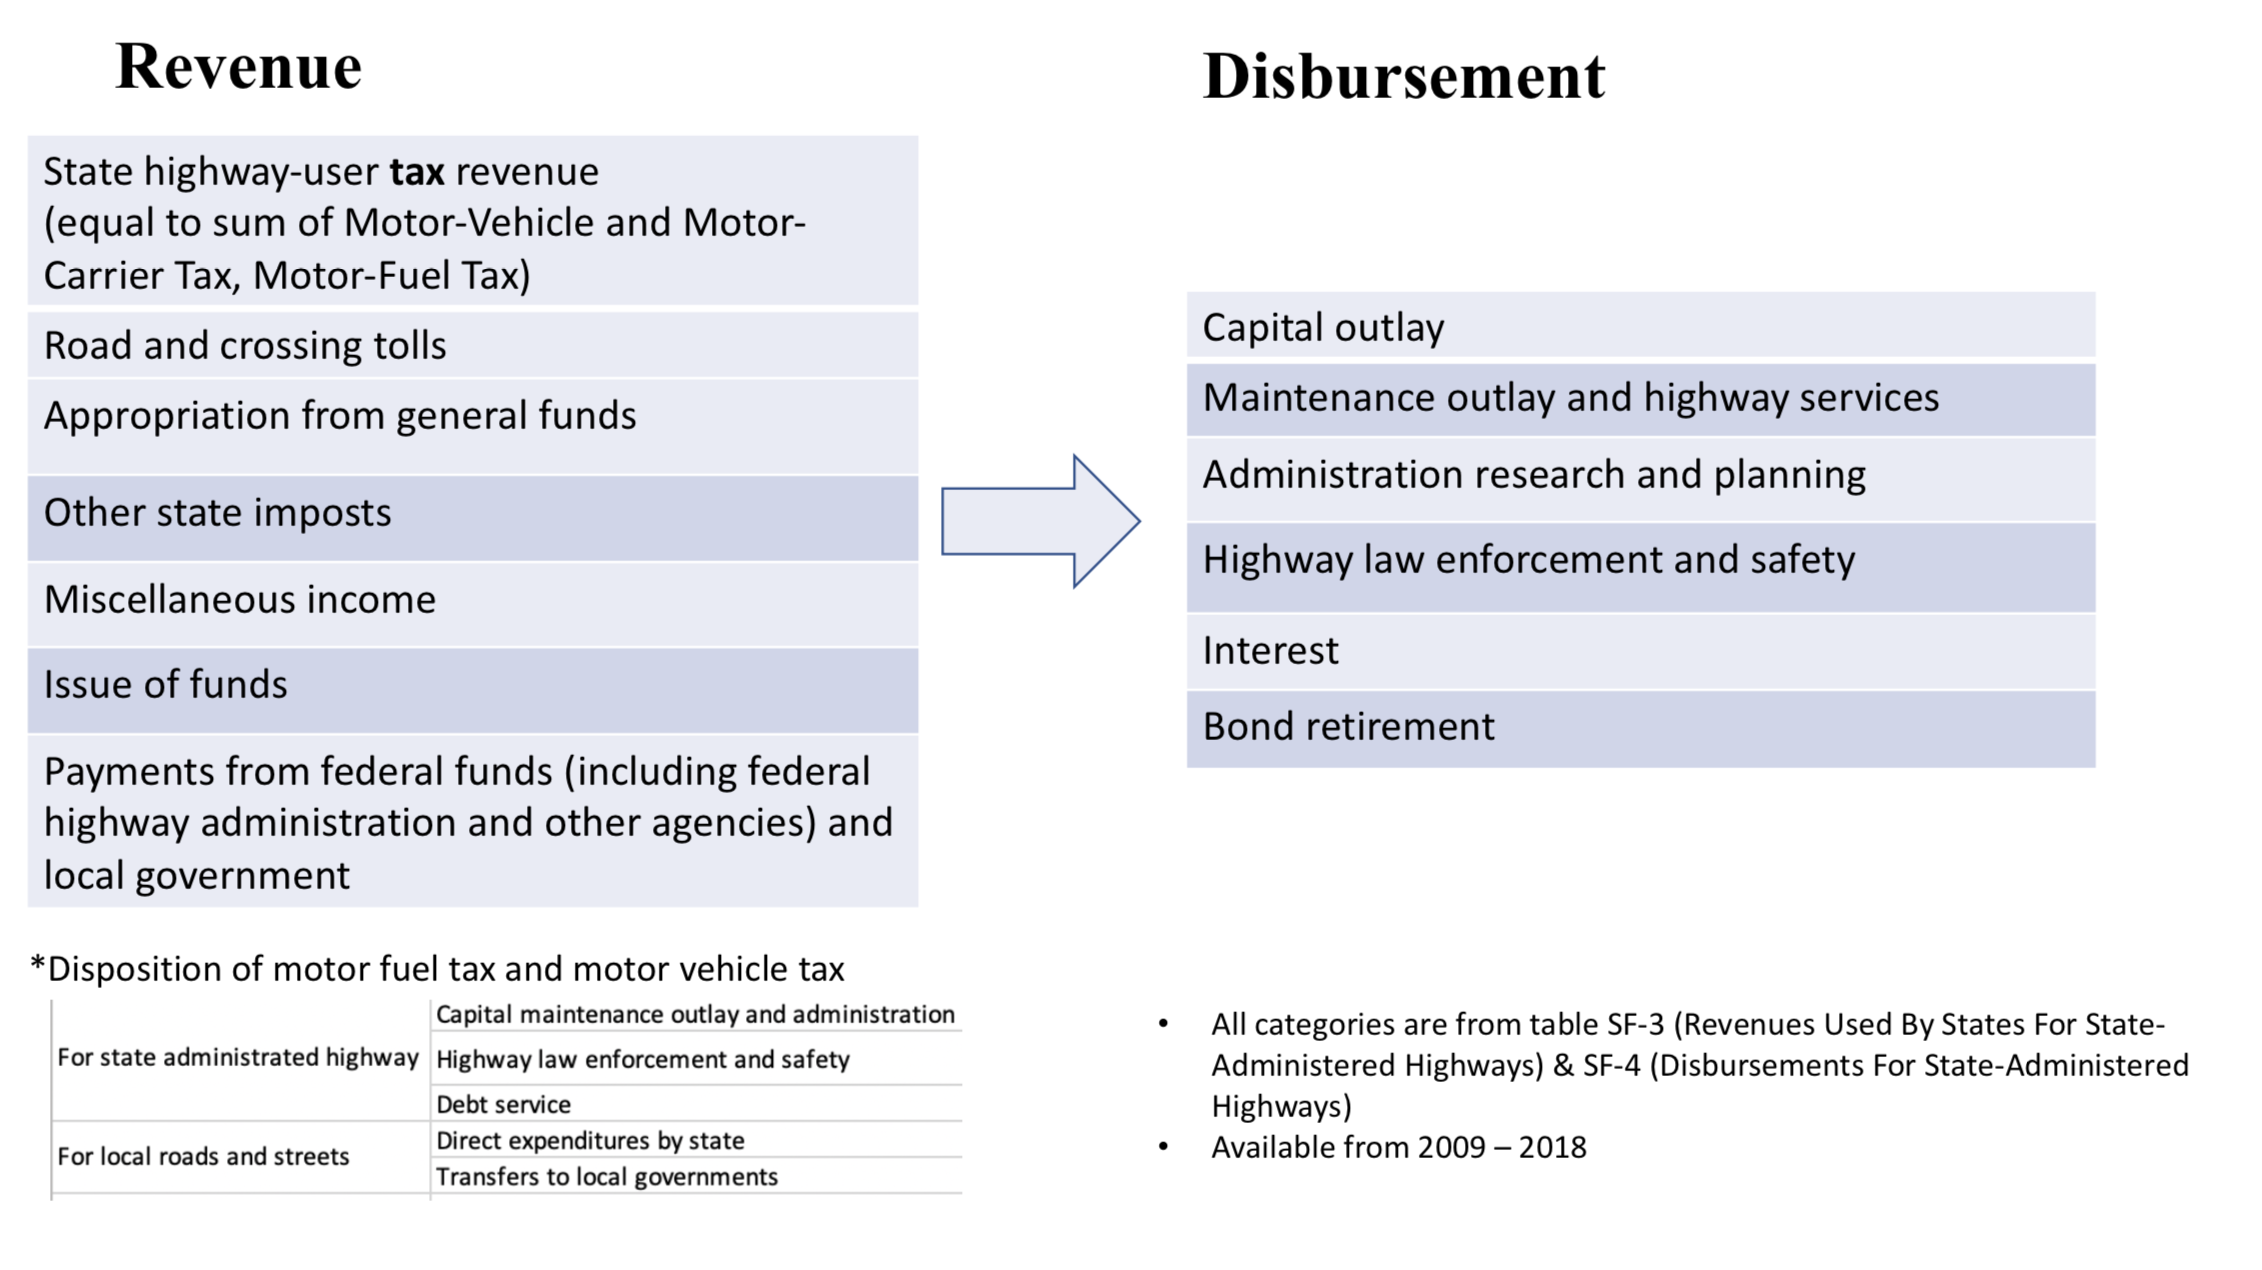 Revenue
State highway-user tax revenue
(equal to sum of Motor-Vehicle and Motor-
Carrier Tax, Motor-Fuel Tax)
Road and crossing tolls
Appropriation from general funds
Other state imposts
Miscellaneous income
Issue of funds
Payments from federal funds (including federal
highway administration and other agencies) and
local government
*Disposition of motor fuel tax and motor vehicle tax
For state administrated highway
Capital maintenance outlay and administration
Highway law enforcement and safety
Debt service
For local roads and streets
Direct expenditures by state
Transfers to local governments
Disbursement
Capital outlay
Maintenance outlay and highway services
Administration research and planning
Highway law enforcement and safety
Interest
Bond retirement
• All categories are from table SF-3 (Revenues Used By States For State-
Administered Highways) & SF-4 (Disbursements For State-Administered
Highways)
• Available from 2009 – 2018